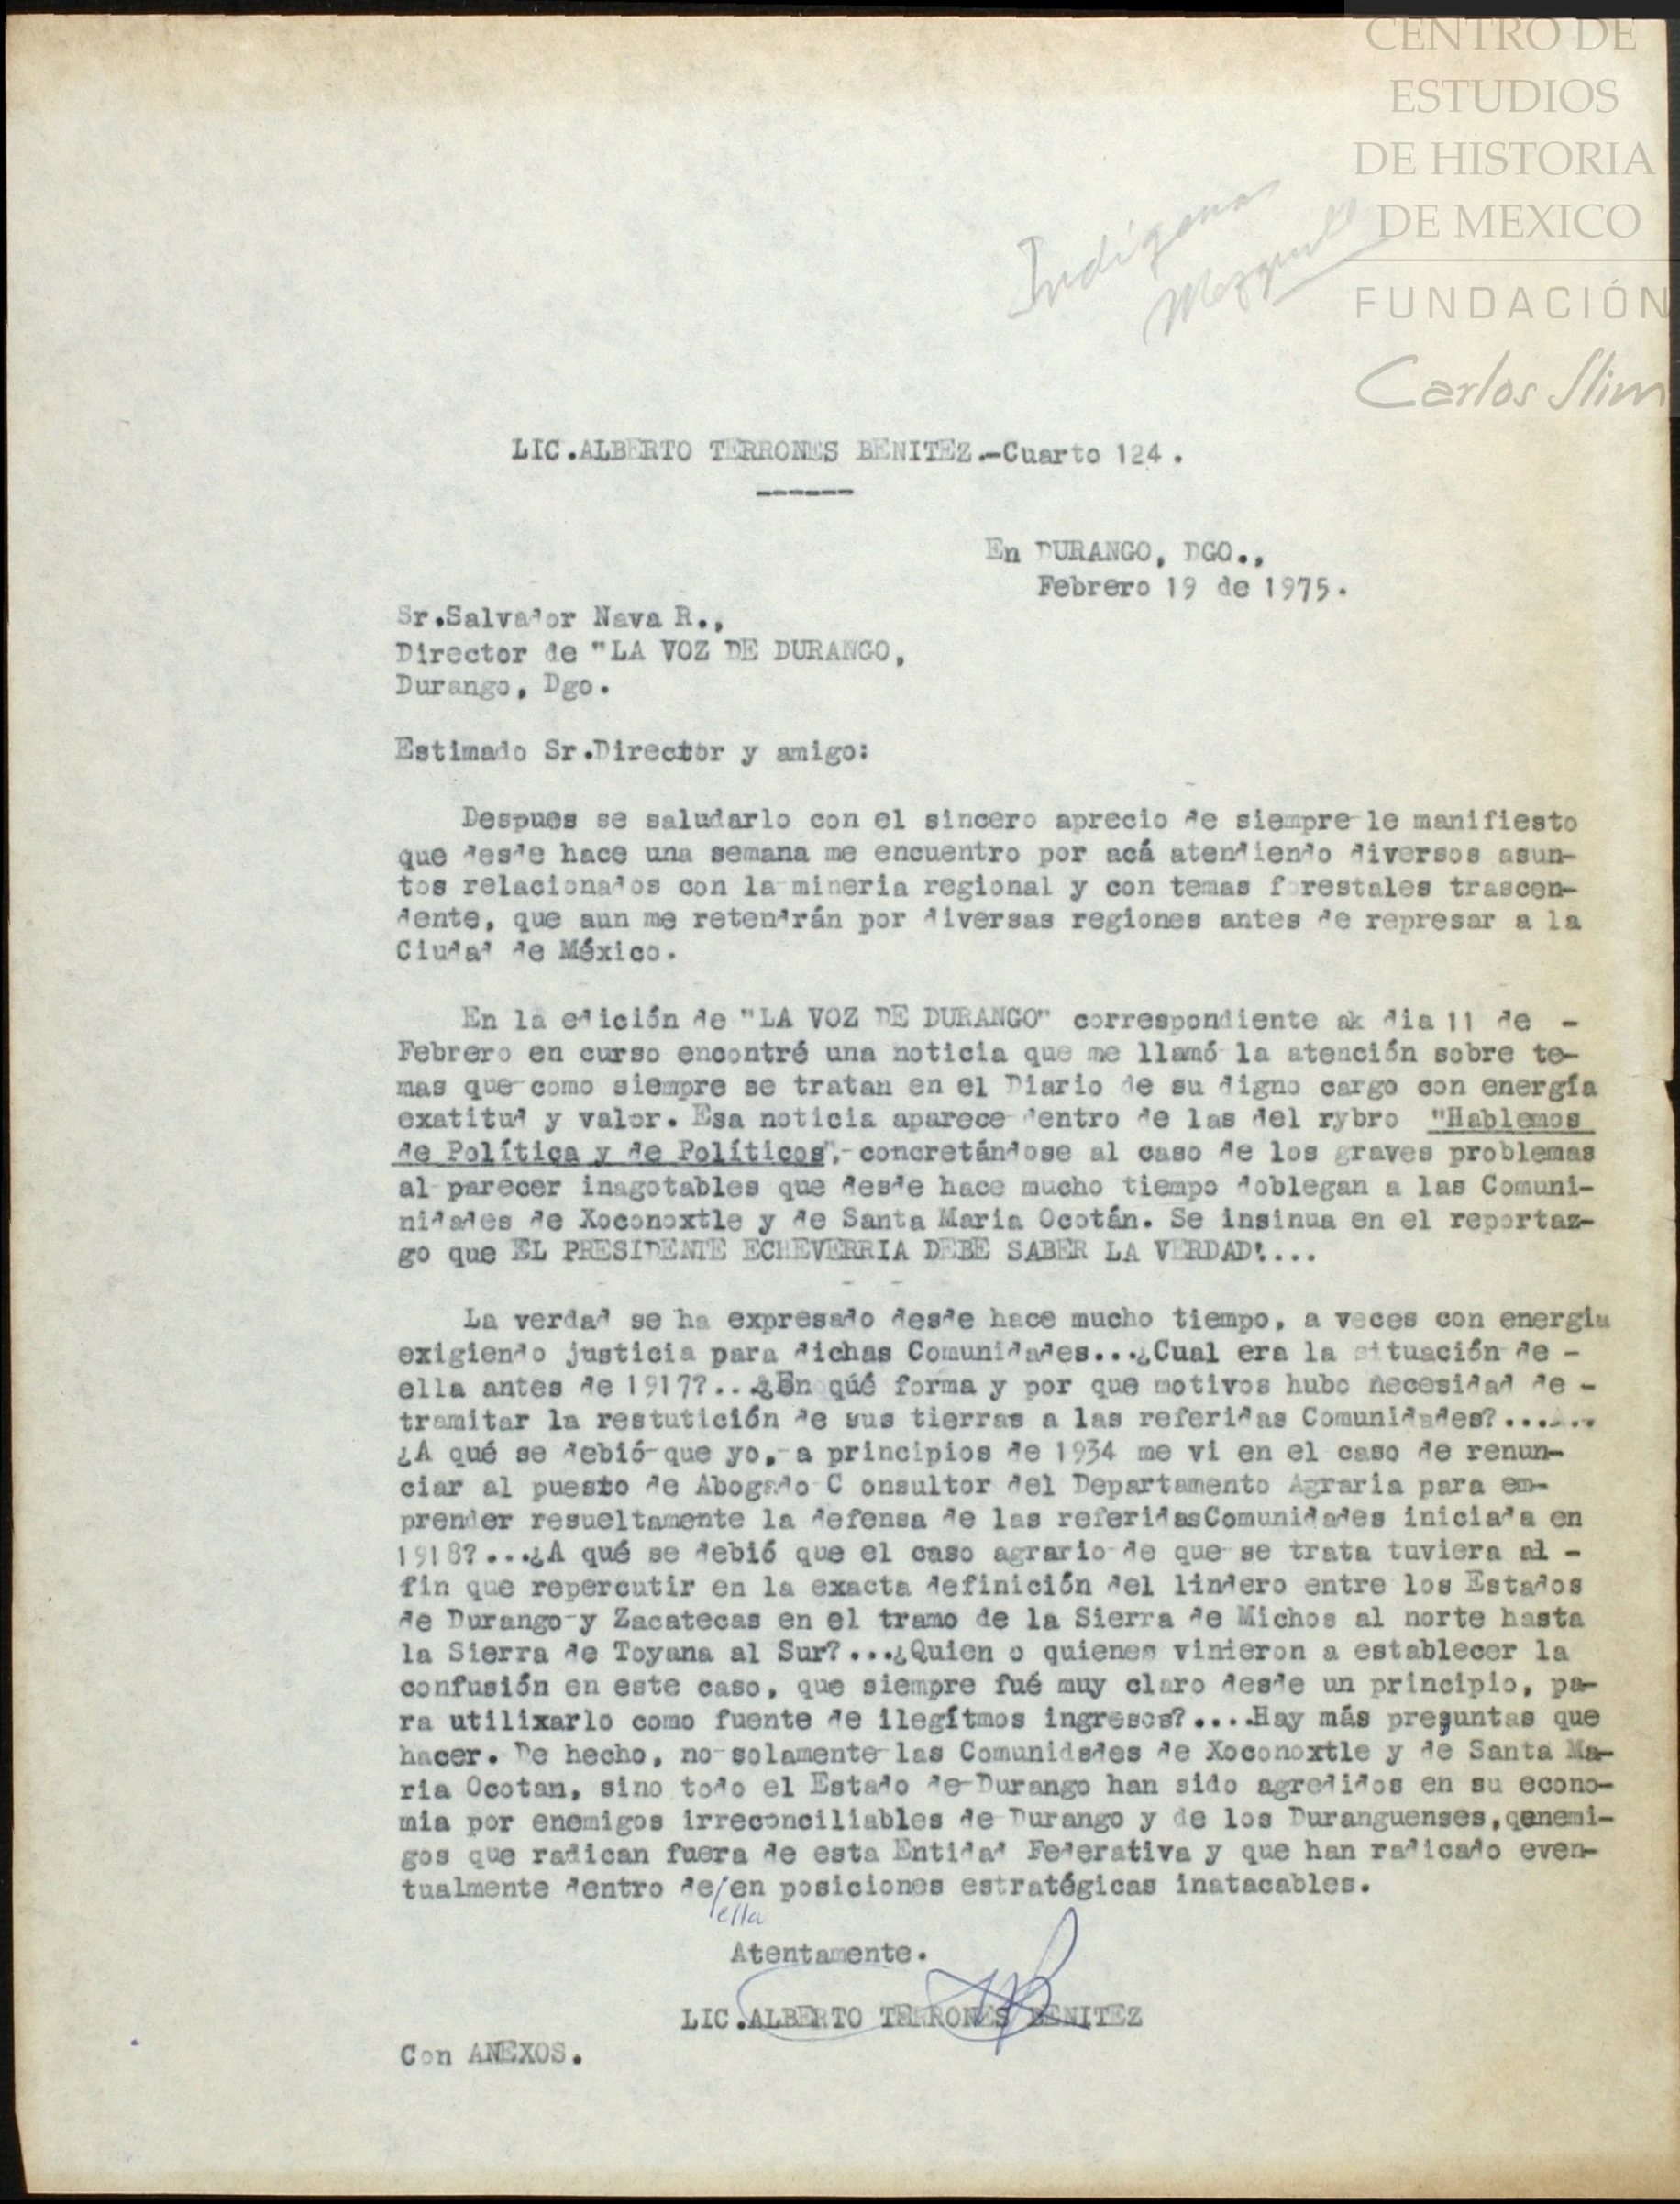 CENTRO DE
ESTUDIOS
DE HISTORIA
DE MEXICO
FUNDACIÓN
Carlos Slim
Indígenas
LIC.ALBERTO TERRONES BENITEZ.-Cuarto 124.
En DURANGO, DGO.,
Febrero 19 de 1975.
Sr.Salvador Nava R.,
Director de "LA VOZ DE DURANGO,
Durango, Dgo.
Estimado Sr.Director y amigo:
Despues se saludarlo con el sincero aprecio de siempre le manifiesto
que desde hace una semana me encuentro por acá atendiendo diversos asun-
tos relacionados con la mineria regional y con temas forestales trascen-
dente, que aun me retendrán por diversas regiones antes de represar a la
Ciudad de México.
En la edición de "LA VOZ DE DURANGO" correspondiente ak dia 11 de -
Febrero en curso encontré una noticia que me llamó la atención sobre te-
mas que como siempre se tratan en el Diario de su digno cargo con energía
exatitud y valor. Esa noticia aparece dentro de las del rybro "Hablemos
de Política y de Políticos",-concretándose al caso de los graves problemas
al parecer inagotables que desde hace mucho tiempo doblegan a las Comuni-
nidades de Xoconoxtle y de Santa Maria Ocotán. Se insinua en el reportaz-
go que EL PRESIDENTE ECHEVERRIA DEBE SABER LA VERDAD!...
La verdad se ha expresado desde hace mucho tiempo, a veces con energia
exigiendo justicia para dichas Comunidades...¿Cual era la situación de -
ella antes de 1917?...¿En qué forma y por que motivos hubo necesidad de -
tramitar la restutición de sus tierras a las referidas Comunidades?......
¿A qué se debió-que yo,-a principios de 1934 me vi en el caso de renun-
ciar al puesto de Abogado C onsultor del Departamento Agraria para em-
prender resueltamente la defensa de las referidasComunidades iniciada en
1918?...¿A qué se debió que el caso agrario de que se trata tuviera al -
fin que repercutir en la exacta definición del lindero entre los Estados
de Durango y Zacatecas en el tramo de la Sierra de Michos al norte hasta
la Sierra de Toyana al Sur?...¿Quien o quienes vinieron a establecer la
confusión en este caso, que siempre fué muy claro desde un principio, pa-
ra utilixarlo como fuente de ilegítmos ingresos?....Hay más preguntas que
hacer. De hecho, no solamente las Comunidsdes de Xoconoxtle y de Santa Ma-
ria Ocotan, sino todo el Estado de Durango han sido agredidos en su econo-
mia por enemigos irreconciliables de Durango y de los Duranguenses, enemi-
gos que radican fuera de esta Entidad Federativa y que han radicado even-
tualmente dentro de/en posiciones estratégicas inatacables.
ella
Atentamente.
LIC.ALBERTO TERRONES BENITEZ
Con ANEXOS.